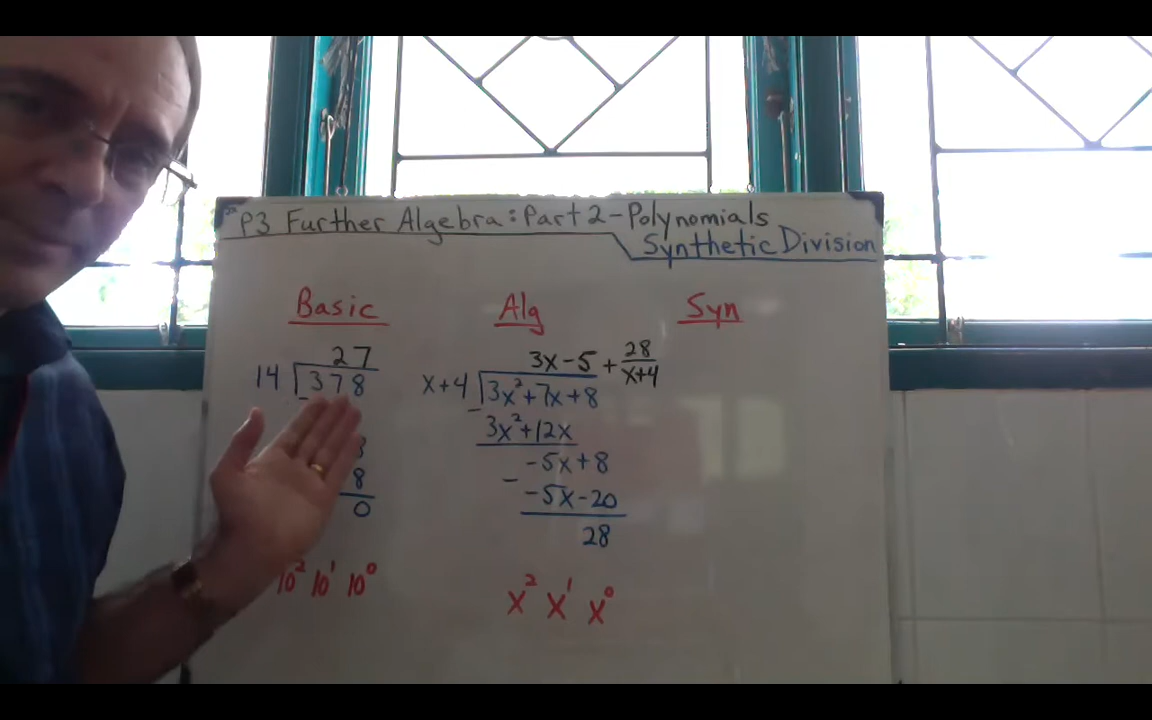 P3 Further Algebra: Part 2 - Polynomials
Synthetic Division
Basic
27
14 378
8
0
10² 10¹ 10⁰
Alg
3x - 5 + 28/(x+4)
x+4 3x² + 7x + 8
- 3x² + 12x
-5x + 8
- -5x - 20
28
x² x¹ x⁰
Syn